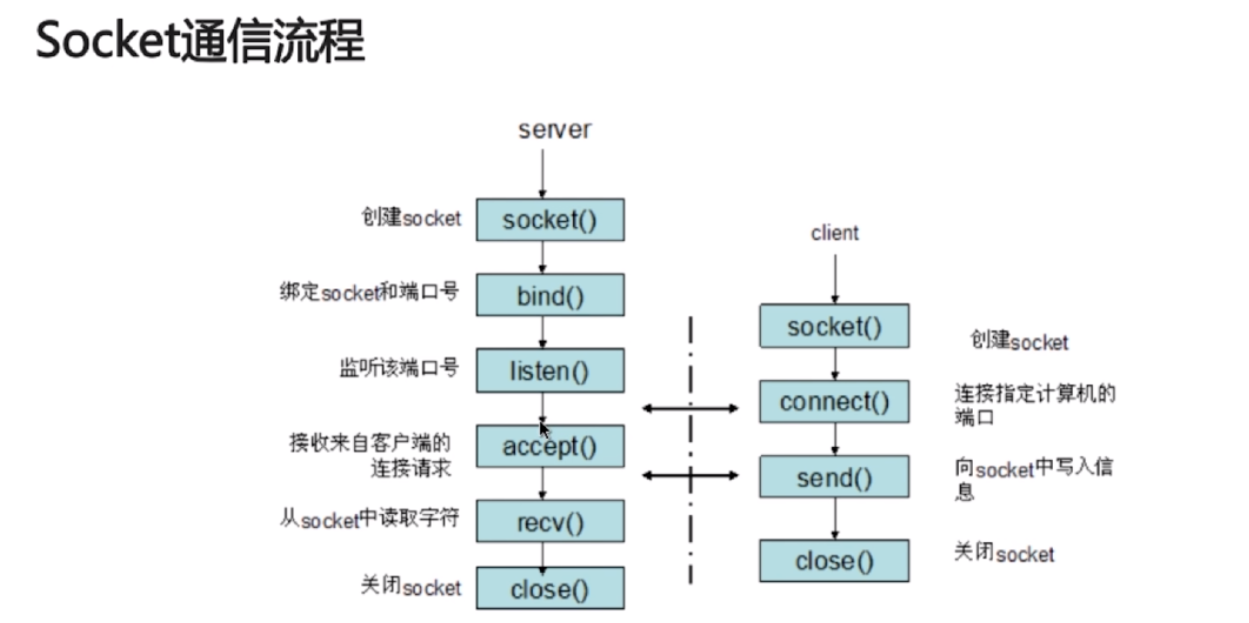 Socket通信流程
server
创建socket
socket()
绑定socket和端口号
bind()
监听该端口号
listen()
接收来自客户端的
连接请求
accept()
从socket中读取字符
recv()
关闭socket
close()
client
socket()
创建socket
connect()
连接指定计算机的
端口
send()
向socket中写入信
息
close()
关闭socket